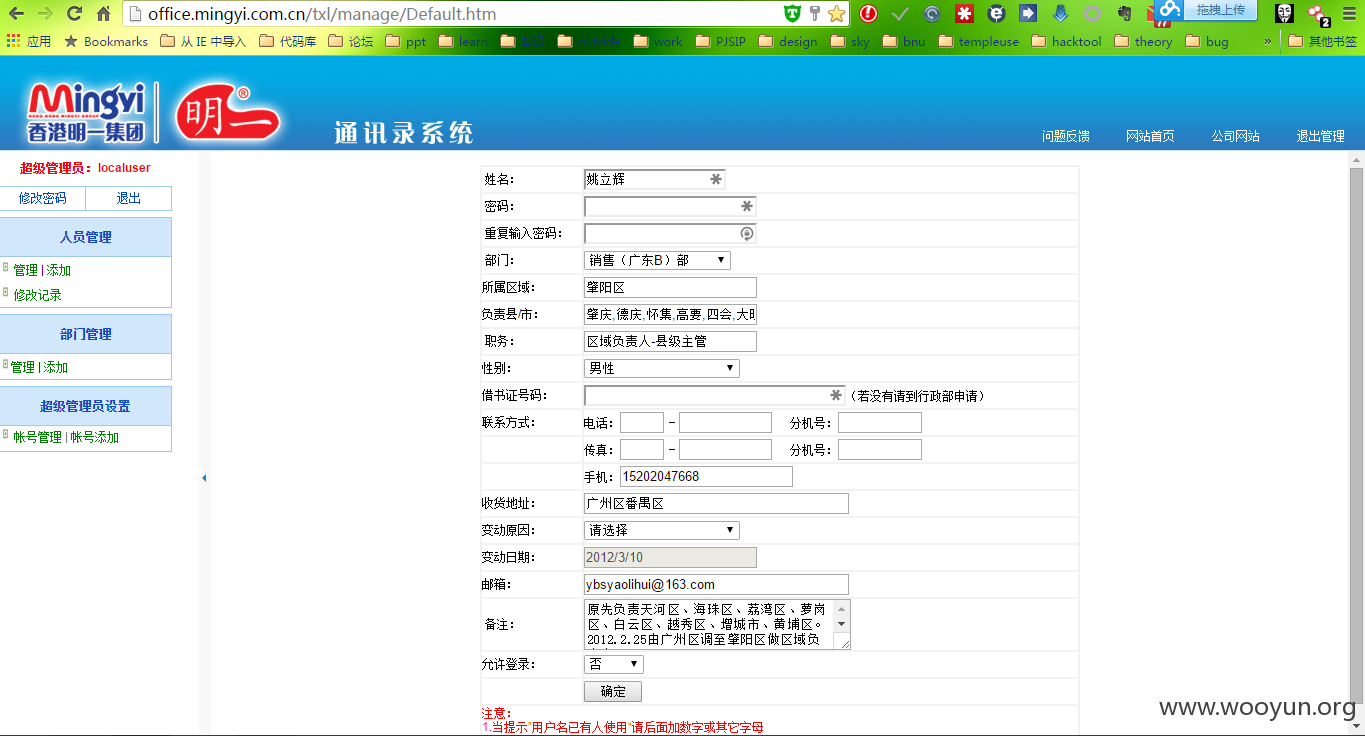 office.mingyi.com.cn/txl/manage/Default.htm
拖拽上传
2
应用 Bookmarks 从 IE 中导入 代码库 论坛 ppt learn work PJSIP design sky bnu templeuse hacktool theory bug » 其他书签
Mingyi
香港明一集团
明一®
通讯录系统
问题反馈 网站首页 公司网站 退出管理
超级管理员：localuser
修改密码 退出
人员管理
管理 | 添加
修改记录
部门管理
管理 | 添加
超级管理员设置
帐号管理 | 帐号添加
姓名： 姚立辉
密码：
重复输入密码：
部门： 销售（广东B）部
所属区域： 肇阳区
负责县/市： 肇庆,德庆,怀集,高要,四会,大旺
职务： 区域负责人-县级主管
性别： 男性
借书证号码： （若没有请到行政部申请）
联系方式： 电话： - 分机号：
传真： - 分机号：
手机：15202047668
收货地址： 广州区番禺区
变动原因： 请选择
变动日期： 2012/3/10
邮箱： ybsyaolihui@163.com
备注： 原先负责天河区、海珠区、荔湾区、萝岗
区、白云区、越秀区、增城市、黄埔区。
2012.2.25由广州区调至肇阳区做区域负
允许登录： 否
确定
注意：
1.当提示"用户名已有人使用"请后面加数字或其它字母
www.wooyun.org